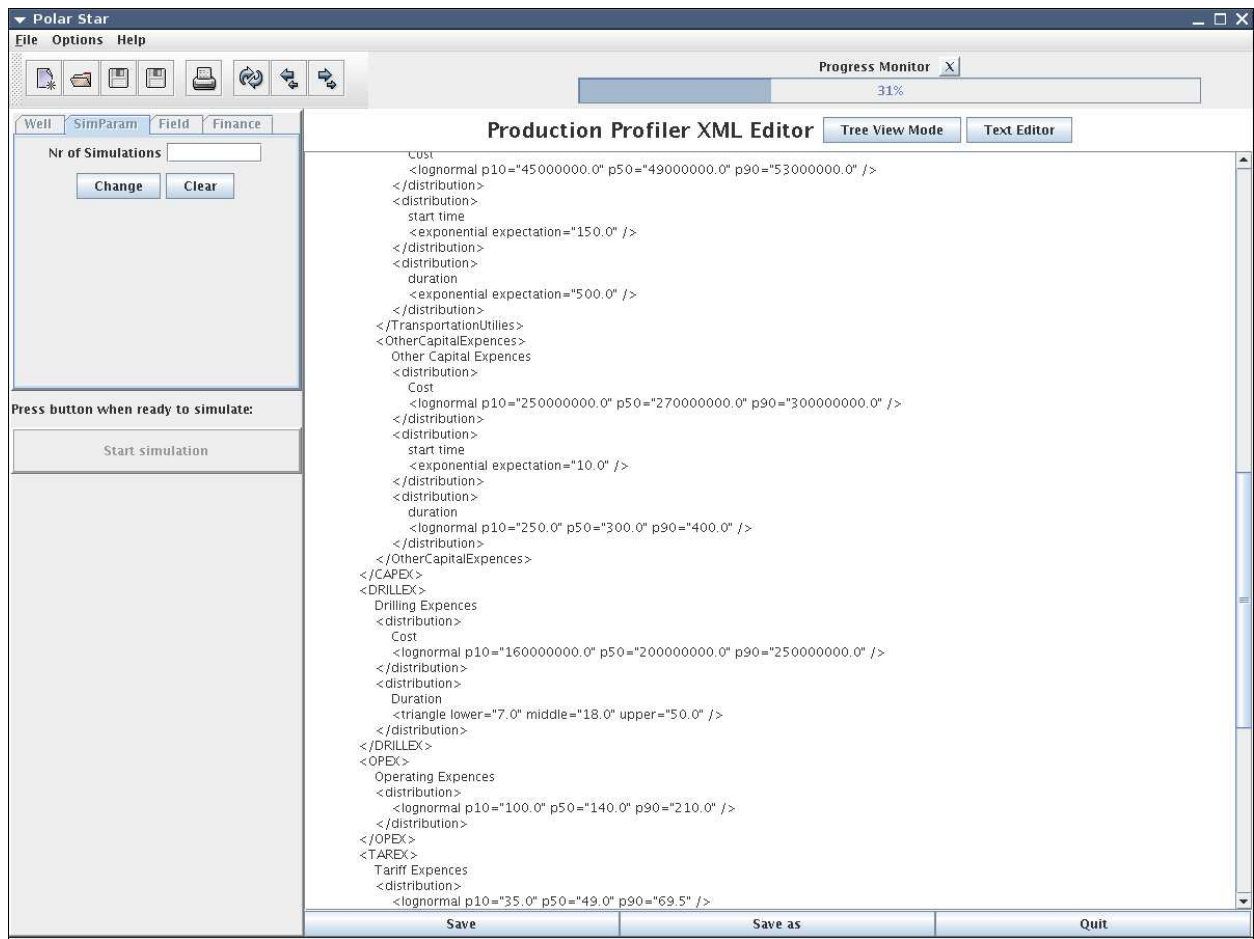 Polar Star
File Options Help
Progress Monitor X
31%
Well SimParam Field Finance
Nr of Simulations
Change Clear
Press button when ready to simulate:
Start simulation
Production Profiler XML Editor Tree View Mode Text Editor
Cost
<lognormal p10="45000000.0" p50="49000000.0" p90="53000000.0" />
</distribution>
<distribution>
start time
<exponential expectation="150.0" />
</distribution>
<distribution>
duration
<exponential expectation="500.0" />
</distribution>
</TransportationUtilies>
<OtherCapitalExpences>
Other Capital Expences
<distribution>
Cost
<lognormal p10="250000000.0" p50="270000000.0" p90="300000000.0" />
</distribution>
<distribution>
start time
<exponential expectation="10.0" />
</distribution>
<distribution>
duration
<lognormal p10="250.0" p50="300.0" p90="400.0" />
</distribution>
</OtherCapitalExpences>
</CAPEX>
<DRILLEX>
Drilling Expences
<distribution>
Cost
<lognormal p10="160000000.0" p50="200000000.0" p90="250000000.0" />
</distribution>
<distribution>
Duration
<triangle lower="7.0" middle="18.0" upper="50.0" />
</distribution>
</DRILLEX>
<OPEX>
Operating Expences
<distribution>
<lognormal p10="100.0" p50="140.0" p90="210.0" />
</distribution>
</OPEX>
<TAREX>
Tariff Expences
<distribution>
<lognormal p10="35.0" p50="49.0" p90="69.5" />
Save Save as Quit